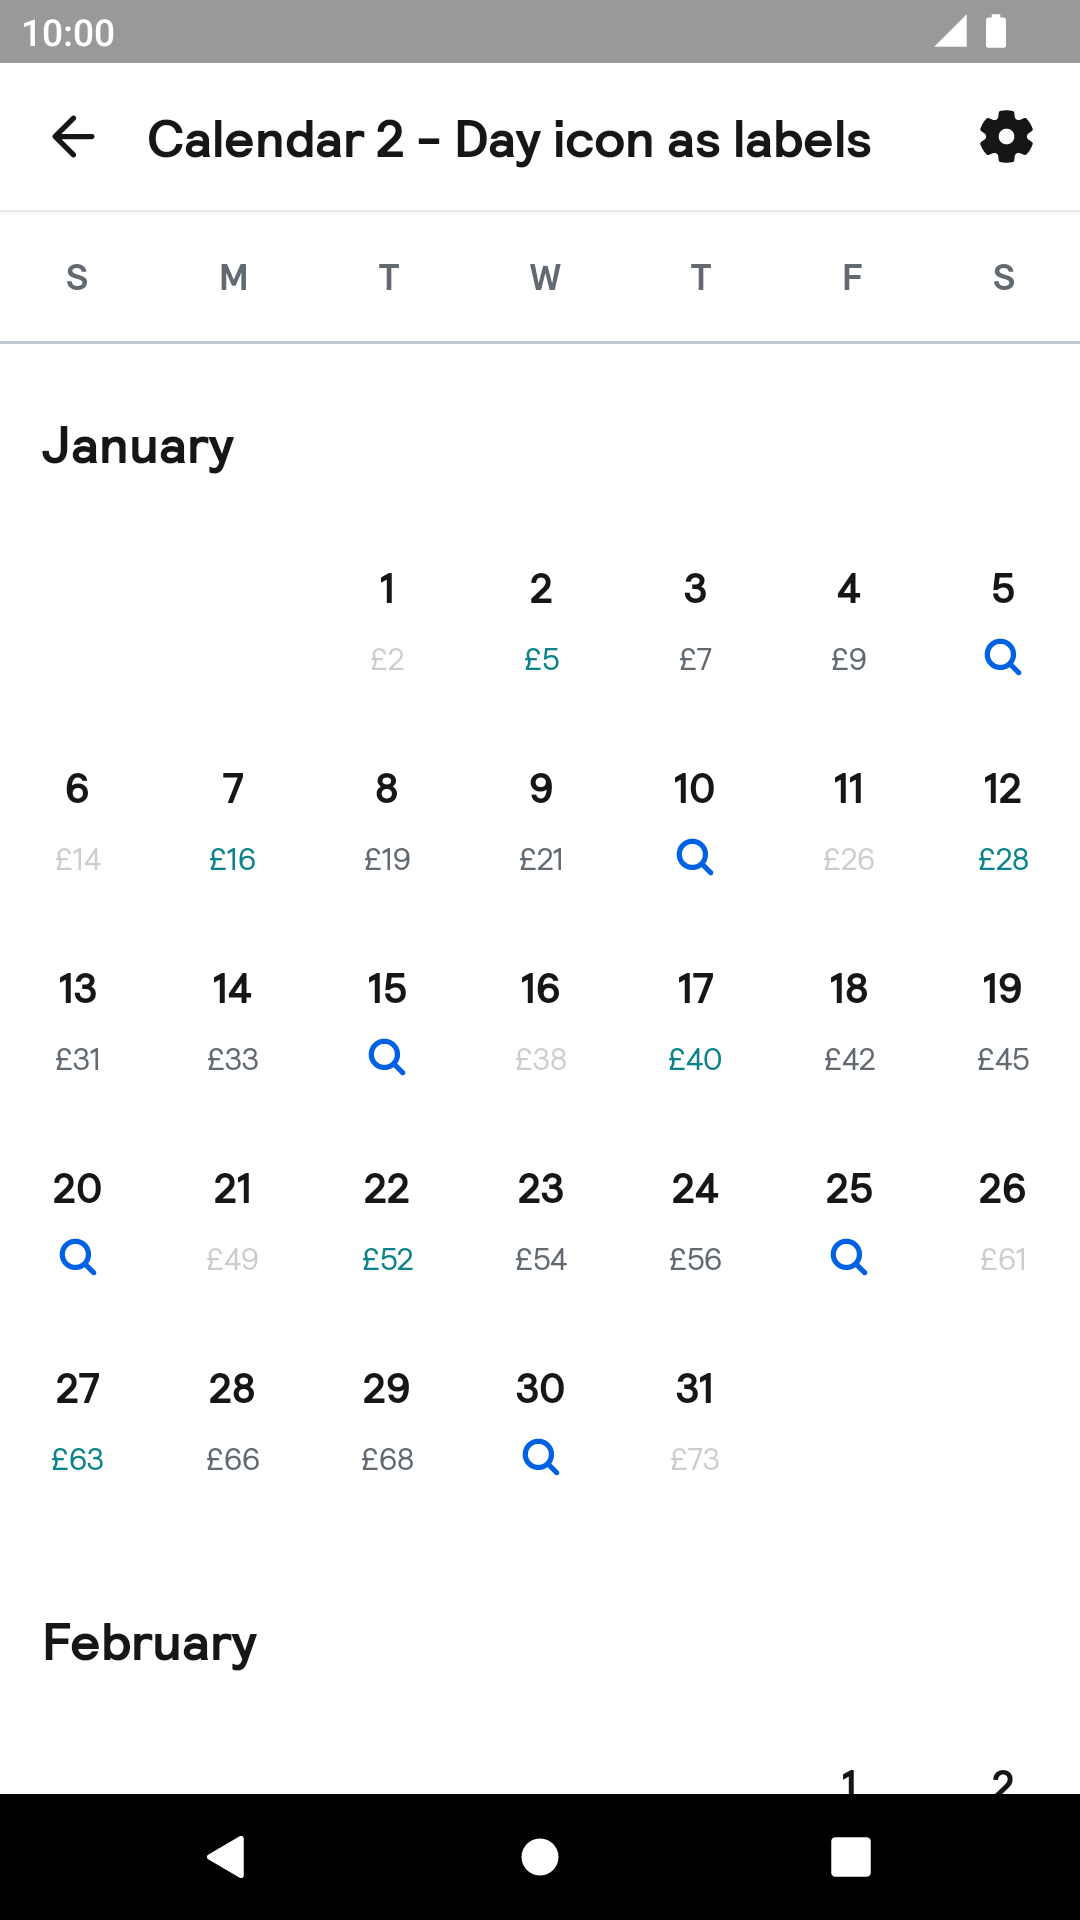 10:00
Calendar 2 – Day icon as labels
S M T W T F S
January
1 2 3 4 5
£2 £5 £7 £9
6 7 8 9 10 11 12
£14 £16 £19 £21 £26 £28
13 14 15 16 17 18 19
£31 £33 £38 £40 £42 £45
20 21 22 23 24 25 26
£49 £52 £54 £56 £61
27 28 29 30 31
£63 £66 £68 £73
February
1 2